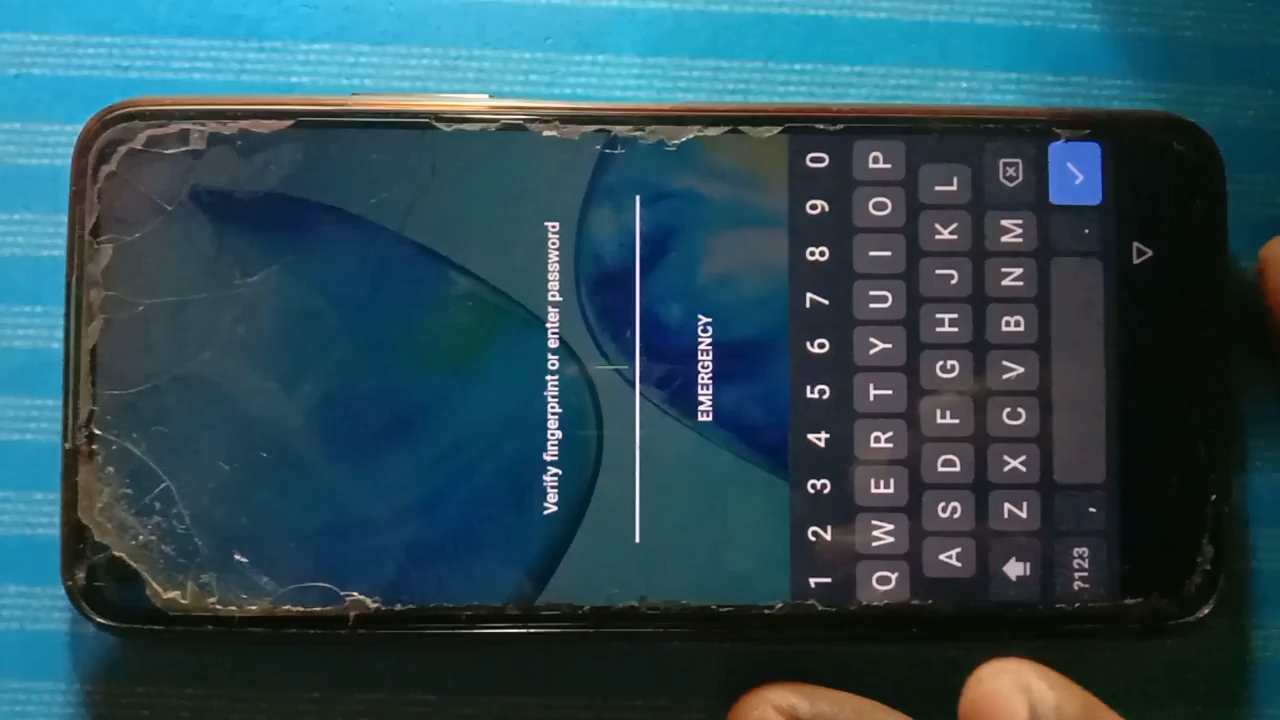 Verify fingerprint or enter password
EMERGENCY
1 2 3 4 5 6 7 8 9 0
Q W E R T Y U I O P
A S D F G H J K L
Z X C V B N M
?123 , .